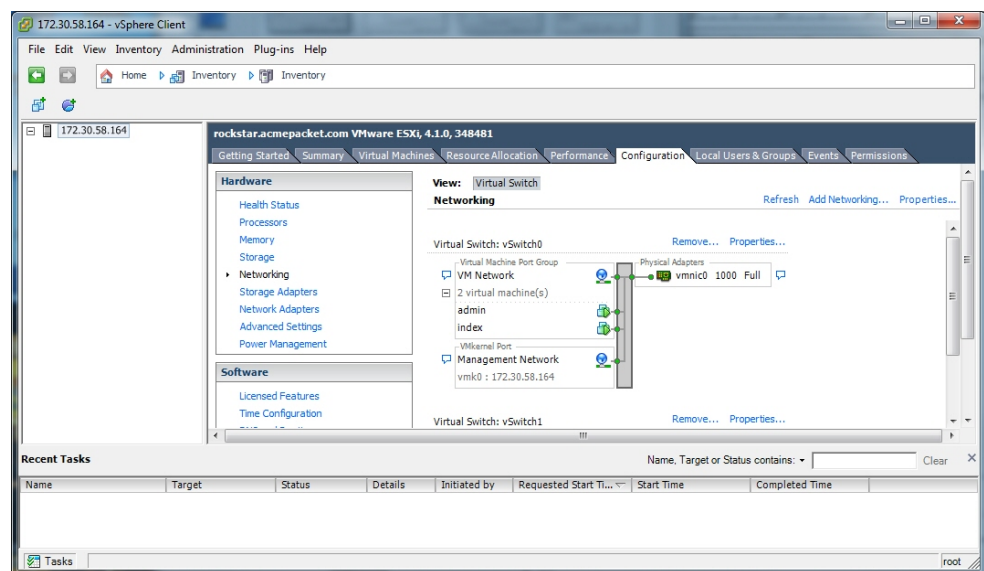 172.30.58.164 - vSphere Client
File Edit View Inventory Administration Plug-ins Help
Home Inventory Inventory
172.30.58.164
rockstar.acmepacket.com VMware ESXi, 4.1.0, 348481
Getting Started Summary Virtual Machines Resource Allocation Performance Configuration Local Users & Groups Events Permissions
Hardware
Health Status
Processors
Memory
Storage
Networking
Storage Adapters
Network Adapters
Advanced Settings
Power Management
Software
Licensed Features
Time Configuration
View: Virtual Switch
Networking
Refresh Add Networking... Properties...
Virtual Switch: vSwitch0 Remove... Properties...
Virtual Machine Port Group
VM Network
2 virtual machine(s)
admin
index
VMkernel Port
Management Network
vmk0 : 172.30.58.164
Physical Adapters
vmnic0 1000 Full
Virtual Switch: vSwitch1 Remove... Properties...
Recent Tasks
Name, Target or Status contains: Clear
Name Target Status Details Initiated by Requested Start Ti... Start Time Completed Time
Tasks
root